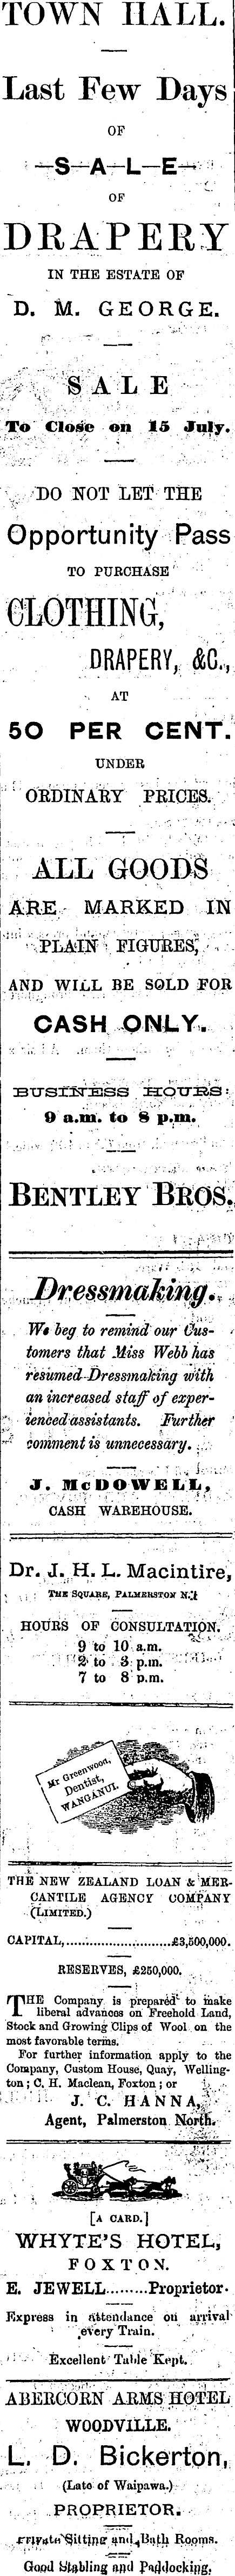 TOWN HALL.
Last Few Days
OF
—S—A—L—E—
OF
DRAPERY
IN THE ESTATE OF
D. M. GEORGE.
SALE
To Close on 15 July.
DO NOT LET THE
Opportunity Pass
TO PURCHASE
CLOTHING,
DRAPERY, &C.,
AT
50 PER CENT.
UNDER
ORDINARY PRICES.
ALL GOODS
ARE MARKED IN
PLAIN FIGURES,
AND WILL BE SOLD FOR
CASH ONLY.
BUSINESS HOURS:
9 a.m. to 8 p.m.
BENTLEY BROS.
Dressmaking.
We beg to remind our Cus-
tomers that Miss Webb has
resumed Dressmaking with
an increased staff of exper-
ienced assistants. Further
comment is unnecessary.
J. McDOWELL,
CASH WAREHOUSE.
Dr. J. H. L. Macintire,
THE SQUARE, PALMERSTON N.
HOURS OF CONSULTATION.
9 to 10 a.m.
2 to 3 p.m.
7 to 8 p.m.
Mr Greenwood,
Dentist,
WANGANUI.
THE NEW ZEALAND LOAN & MER-
CANTILE AGENCY COMPANY
(LIMITED.)
CAPITAL,...........................£3,500,000.
RESERVES, £250,000.
THE Company is prepared to make
liberal advances on Freehold Land,
Stock and Growing Clips of Wool on the
most favorable terms.
For further information apply to the
Company, Custom House, Quay, Welling-
ton; C. H. Maclean, Foxton; or
J. C. HANNA,
Agent, Palmerston North.
[A CARD.]
WHYTE'S HOTEL,
FOXTON.
E. JEWELL.........Proprietor.
Express in attendance on arrival
every Train.
Excellent Table Kept.
ABERCORN ARMS HOTEL
WOODVILLE.
L. D. Bickerton,
(Late of Waipawa.)
PROPRIETOR.
Private Sitting and Bath Rooms.
Good Stabling and Paddocking.